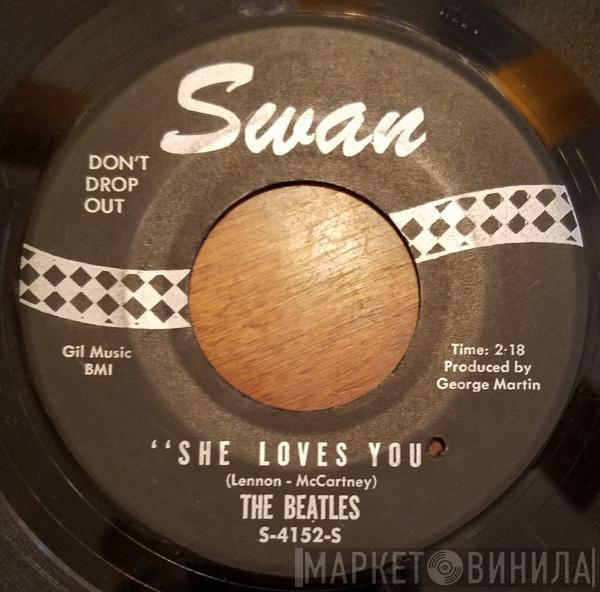 Swan
DON'T
DROP
OUT
Gil Music
BMI
Time: 2:18
Produced by
George Martin
"SHE LOVES YOU
(Lennon - McCartney)
THE BEATLES
S-4152-S
МАРКЕТ ВИНИЛА